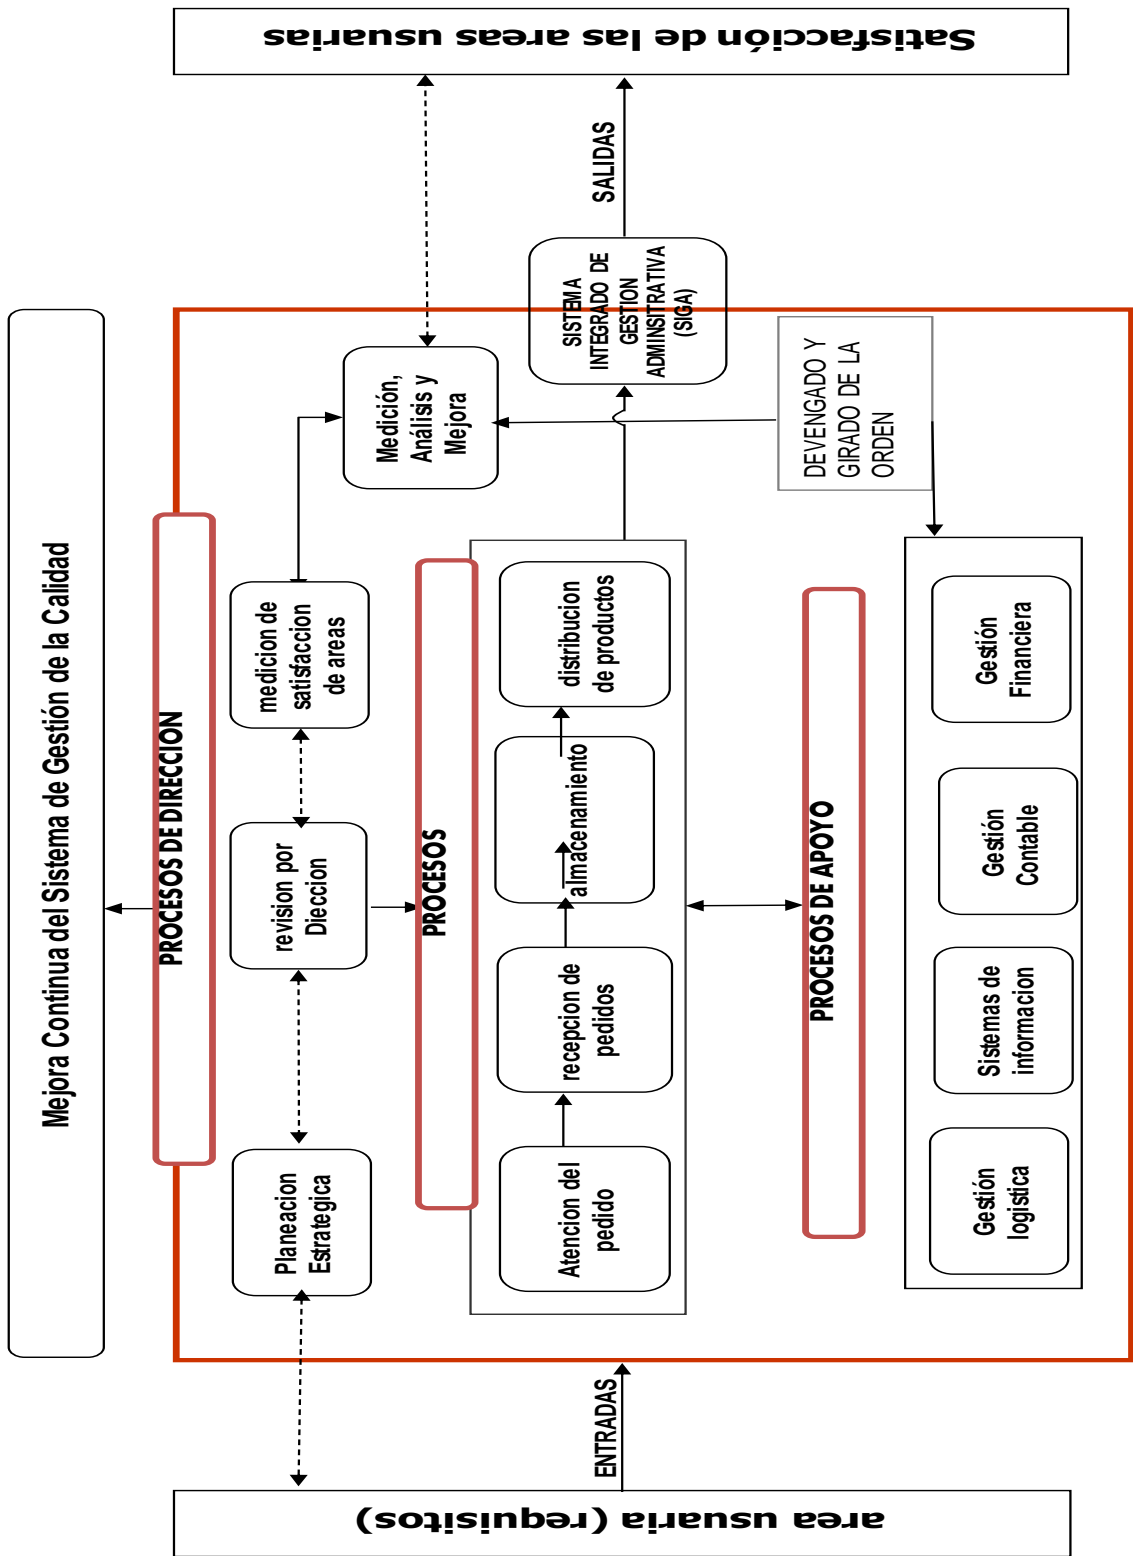 Mejora Continua del Sistema de Gestión de la Calidad
PROCESOS DE DIRECCION
Planeacion
Estrategica
revision por
Dieccion
medicion de
satisfaccion
de areas
Medición,
Análisis y
Mejora
PROCESOS
Atencion del
pedido
recepcion de
pedidos
almacenamiento
distribucion
de productos
SISTEMA
INTEGRADO DE
GESTION
ADMINSITRATIVA
(SIGA)
ENTRADAS
SALIDAS
area usuaria (requisitos)
Satisfacción de las areas usuarias
DEVENGADO Y
GIRADO DE LA
ORDEN
PROCESOS DE APOYO
Gestión
logistica
Sistemas de
informacion
Gestión
Contable
Gestión
Financiera